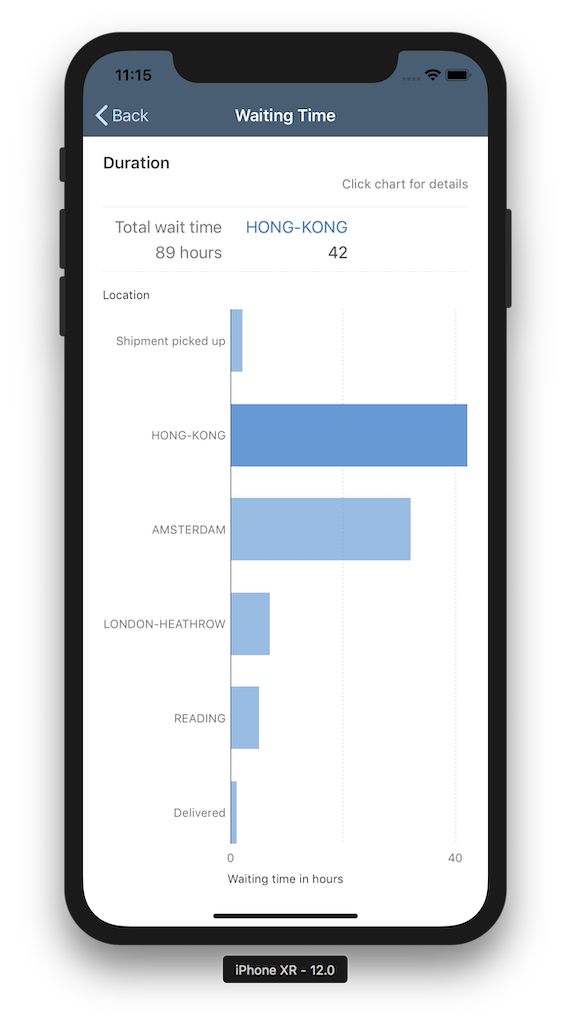 11:15
Back
Waiting Time
Duration
Click chart for details
Total wait time HONG-KONG
89 hours 42
Location
Shipment picked up
HONG-KONG
AMSTERDAM
LONDON-HEATHROW
READING
Delivered
0 40
Waiting time in hours
iPhone XR - 12.0